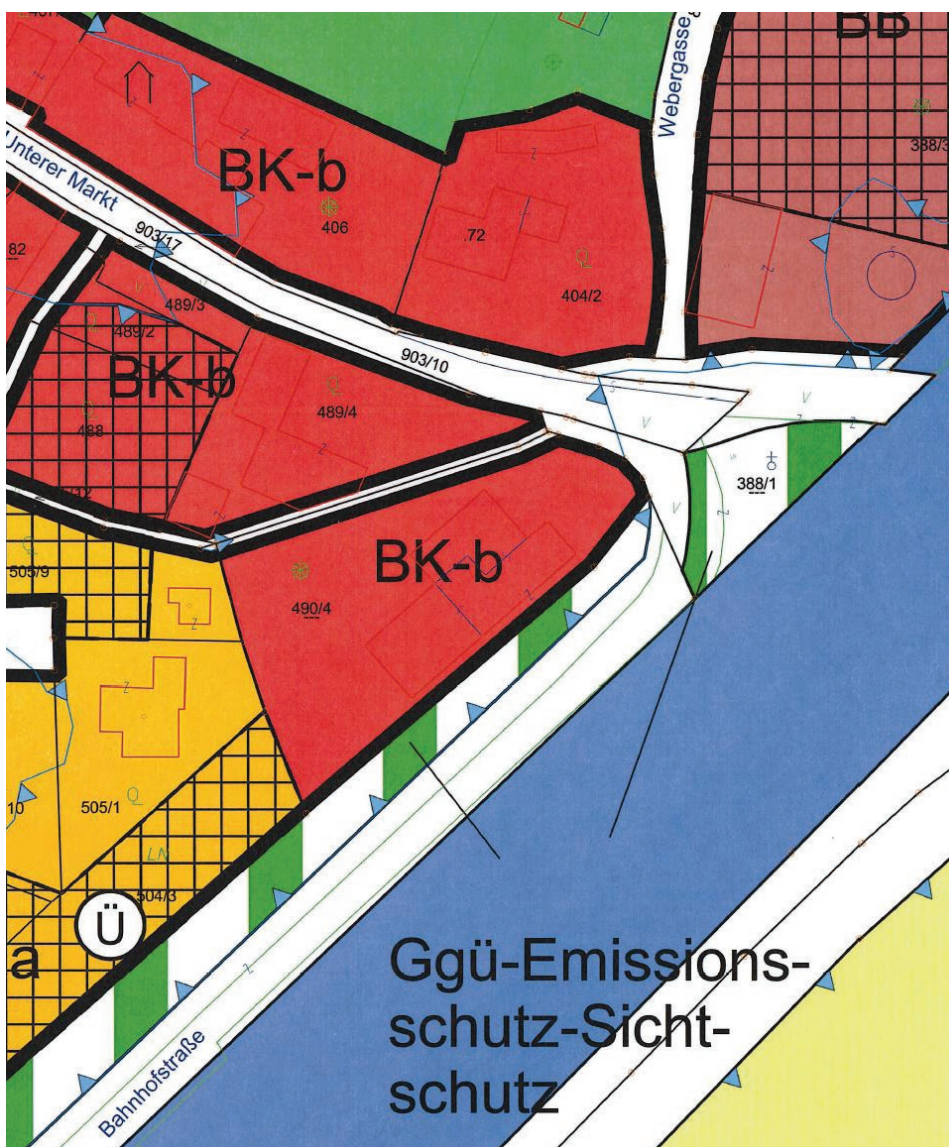 BB
Webergasse
388/3
BK-b
Unterer Markt
406
.72
903/17
82
404/2
489/3
489/2
903/10
BK-b
489/4
488
388/1
505/9
BK-b
490/4
10
505/1
LN
504/3
Ü
a
Ggü-Emissions-
schutz-Sicht-
schutz
Bahnhofstraße